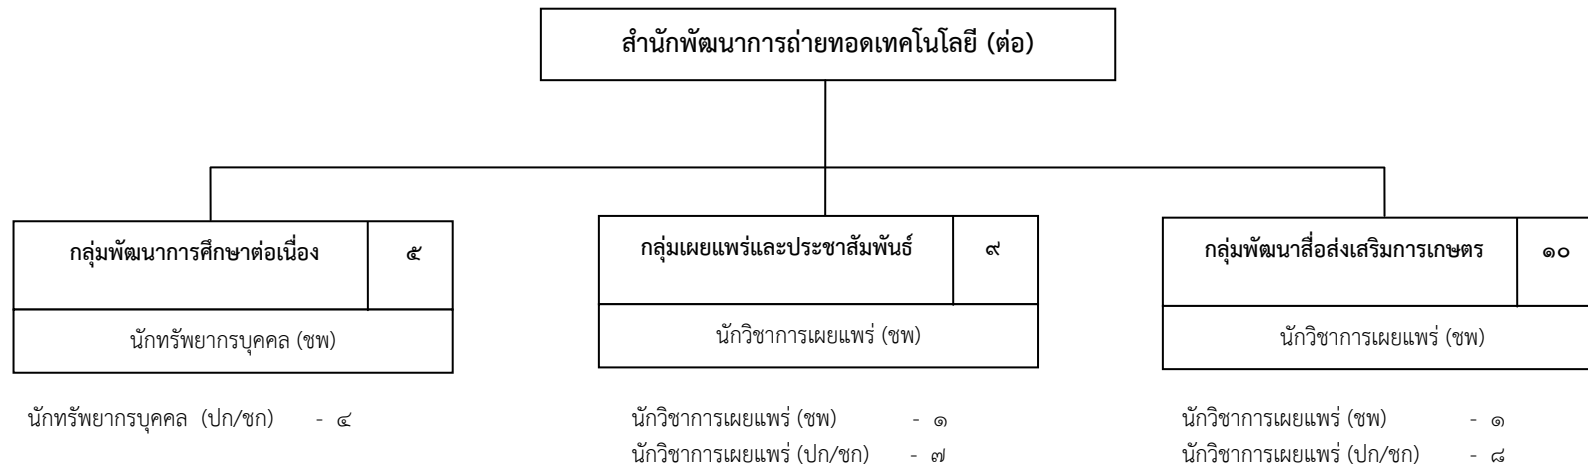 สำนักพัฒนาการถ่ายทอดเทคโนโลยี (ต่อ)
กลุ่มพัฒนาการศึกษาต่อเนื่อง ๕
นักทรัพยากรบุคคล (ชพ)
นักทรัพยากรบุคคล (ปก/ชก) - ๔
กลุ่มเผยแพร่และประชาสัมพันธ์ ๙
นักวิชาการเผยแพร่ (ชพ)
นักวิชาการเผยแพร่ (ชพ) - ๑
นักวิชาการเผยแพร่ (ปก/ชก) - ๗
กลุ่มพัฒนาสื่อส่งเสริมการเกษตร ๑๐
นักวิชาการเผยแพร่ (ชพ)
นักวิชาการเผยแพร่ (ชพ) - ๑
นักวิชาการเผยแพร่ (ปก/ชก) - ๘